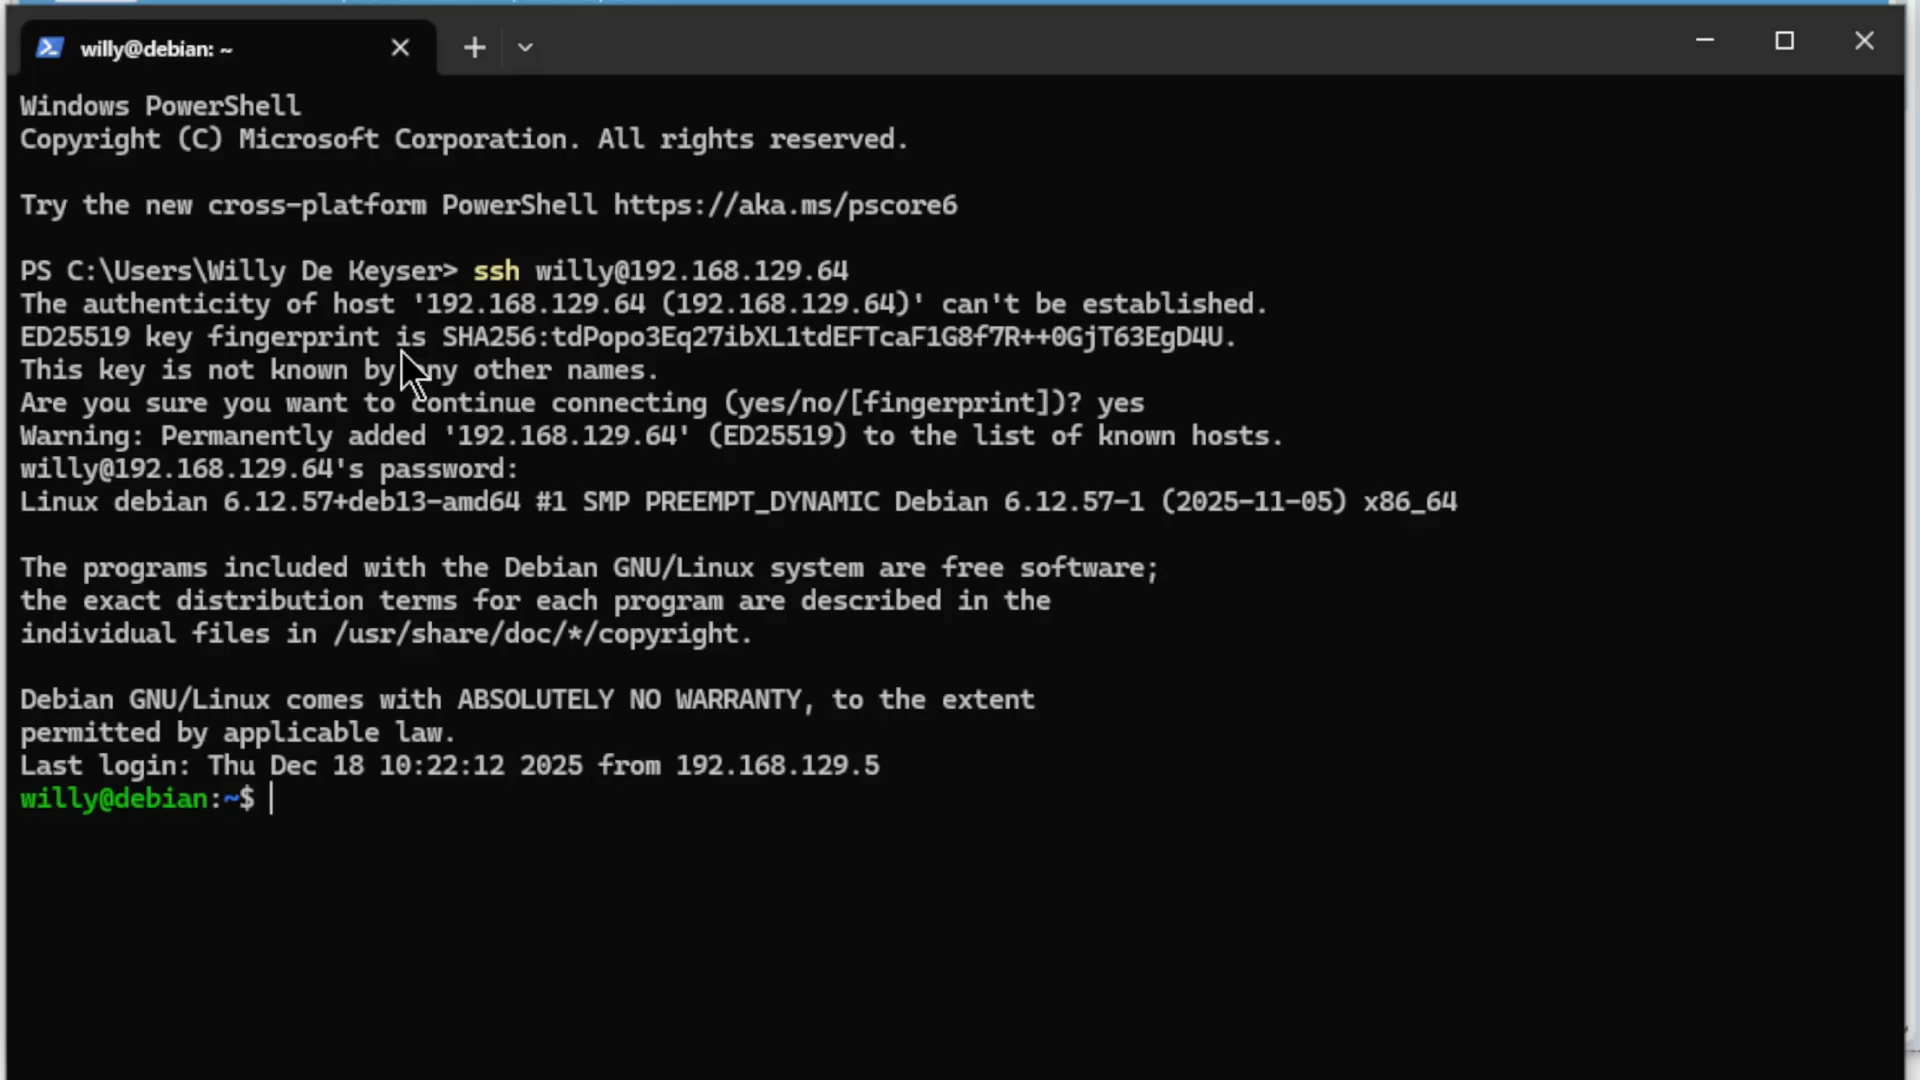 willy@debian: ~
Windows PowerShell
Copyright (C) Microsoft Corporation. All rights reserved.
Try the new cross-platform PowerShell https://aka.ms/pscore6
PS C:\Users\Willy De Keyser> ssh willy@192.168.129.64
The authenticity of host '192.168.129.64 (192.168.129.64)' can't be established.
ED25519 key fingerprint is SHA256:tdPopo3Eq27ibXL1tdEFTcaF1G8f7R++0GjT63EgD4U.
This key is not known by any other names.
Are you sure you want to continue connecting (yes/no/[fingerprint])? yes
Warning: Permanently added '192.168.129.64' (ED25519) to the list of known hosts.
willy@192.168.129.64's password:
Linux debian 6.12.57+deb13-amd64 #1 SMP PREEMPT_DYNAMIC Debian 6.12.57-1 (2025-11-05) x86_64
The programs included with the Debian GNU/Linux system are free software;
the exact distribution terms for each program are described in the
individual files in /usr/share/doc/*/copyright.
Debian GNU/Linux comes with ABSOLUTELY NO WARRANTY, to the extent
permitted by applicable law.
Last login: Thu Dec 18 10:22:12 2025 from 192.168.129.5
willy@debian:~$